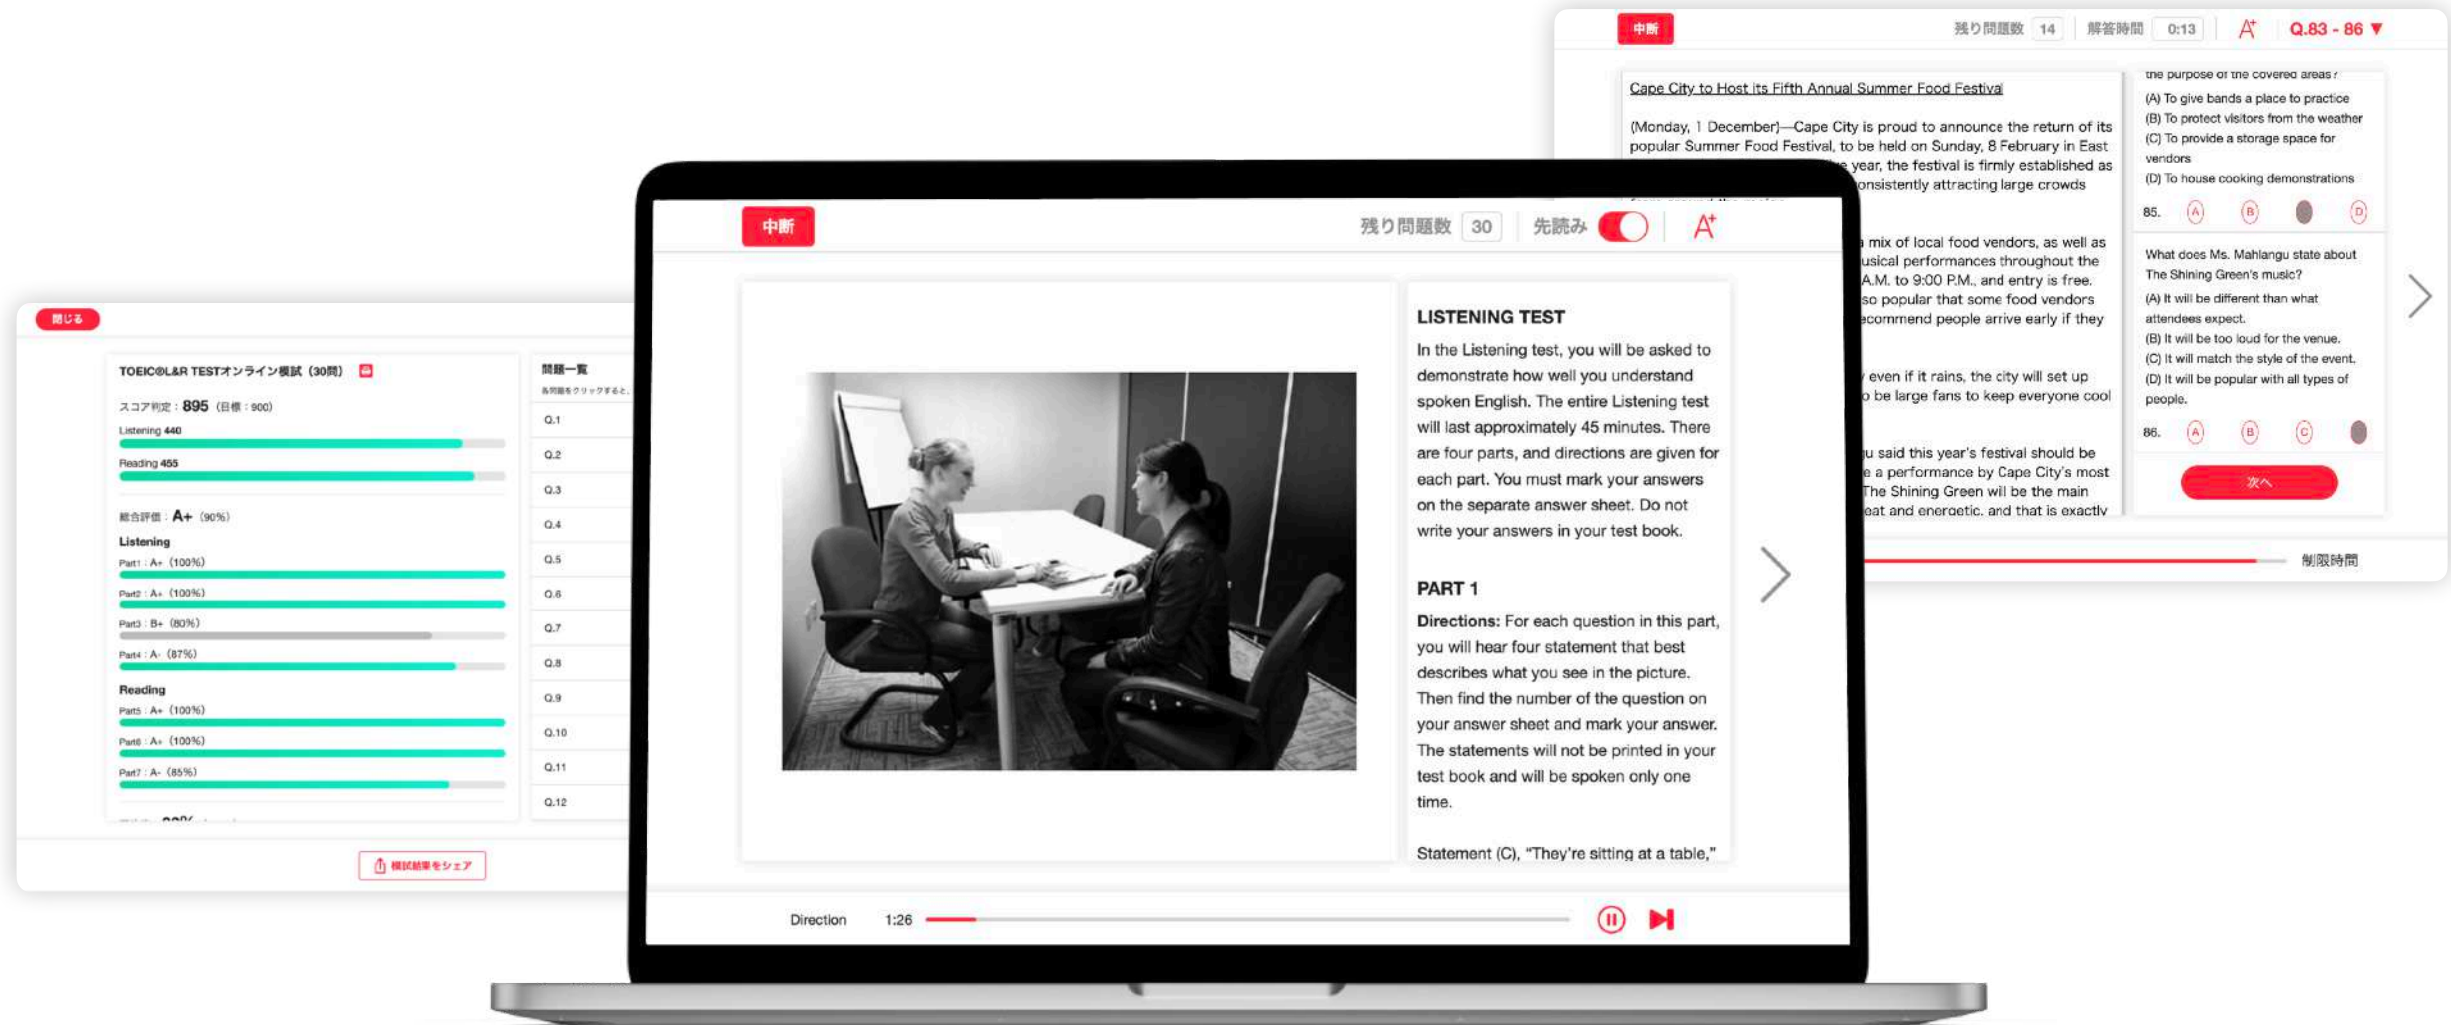 閉じる
TOEIC®L&R TESTオンライン模試（30問）
スコア判定：895（目標：900）
Listening 440
Reading 455
総合評価：A+（90%）
Listening
Part1：A+（100%）
Part2：A+（100%）
Part3：B+（80%）
Part4：A-（87%）
Reading
Part5：A+（100%）
Part6：A+（100%）
Part7：A-（85%）
問題一覧
各問題をクリックすると、
Q.1
Q.2
Q.3
Q.4
Q.5
Q.6
Q.7
Q.8
Q.9
Q.10
Q.11
Q.12
模試結果をシェア
中断
残り問題数 30
先読み
A+
LISTENING TEST
In the Listening test, you will be asked to
demonstrate how well you understand
spoken English. The entire Listening test
will last approximately 45 minutes. There
are four parts, and directions are given for
each part. You must mark your answers
on the separate answer sheet. Do not
write your answers in your test book.
PART 1
Directions: For each question in this part,
you will hear four statement that best
describes what you see in the picture.
Then find the number of the question on
your answer sheet and mark your answer.
The statements will not be printed in your
test book and will be spoken only one
time.
Statement (C), “They're sitting at a table,”
Direction 1:26
中断
残り問題数 14
解答時間 0:13
A+
Q.83 - 86 ▼
Cape City to Host its Fifth Annual Summer Food Festival
(Monday, 1 December)—Cape City is proud to announce the return of its
popular Summer Food Festival, to be held on Sunday, 8 February in East
year, the festival is firmly established as
onsistently attracting large crowds
mix of local food vendors, as well as
usical performances throughout the
A.M. to 9:00 P.M., and entry is free.
so popular that some food vendors
ecommend people arrive early if they
even if it rains, the city will set up
o be large fans to keep everyone cool
u said this year's festival should be
e a performance by Cape City's most
The Shining Green will be the main
eat and energetic, and that is exactly
the purpose of the covered areas?
(A) To give bands a place to practice
(B) To protect visitors from the weather
(C) To provide a storage space for
vendors
(D) To house cooking demonstrations
85. A B D
What does Ms. Mahlangu state about
The Shining Green's music?
(A) It will be different than what
attendees expect.
(B) It will be too loud for the venue.
(C) It will match the style of the event.
(D) It will be popular with all types of
people.
86. A B C
次へ
制限時間